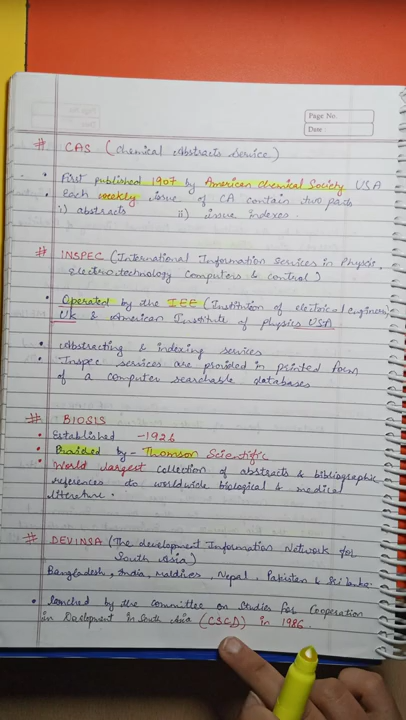 Page No.
Date
# CAS (Chemical Abstracts Service)
• First published 1907 by American Chemical Society USA
• Each weekly issue of CA contain two parts
i) abstracts ii) issue indexes.
# INSPEC (International Information Services in Physics,
electrotechnology computers & control)
• Operated by the IEE (Institution of electrical engineers)
UK & American Institute of physics USA
• Abstracting & indexing services
• Inspec services are provided in printed form
of a computer searchable databases
# BIOSIS
• Established -1926
• by- Thomson Scientific
• World largest collection of abstracts & bibliographic
references to worldwide biological & medical
literature.
# DEVINSA (The development Information Network for
South Asia)
Bangladesh, India, Maldives, Nepal, Pakistan & Sri lanka.
• lonched by the committee on Studies for Cooperation
in Development in South Asia (CSCD) in 1986.